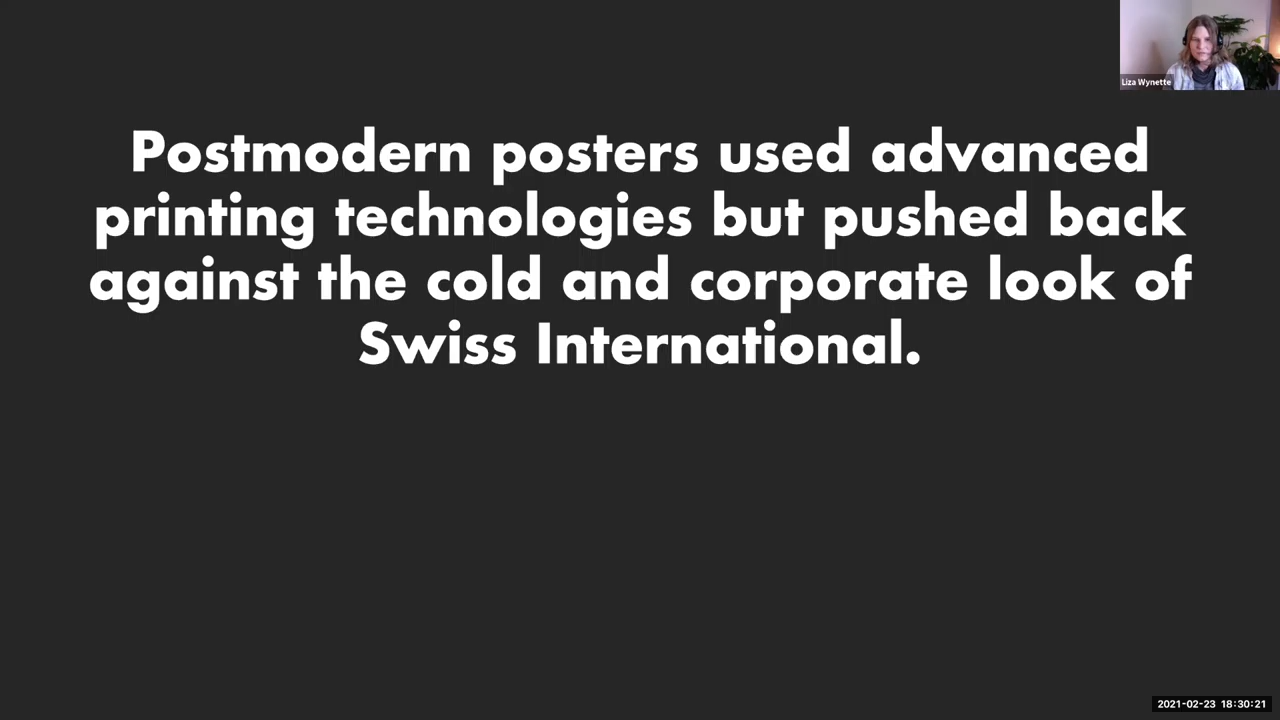 Liza Wynette
Postmodern posters used advanced
printing technologies but pushed back
against the cold and corporate look of
Swiss International.
2021-02-23 18:30:21